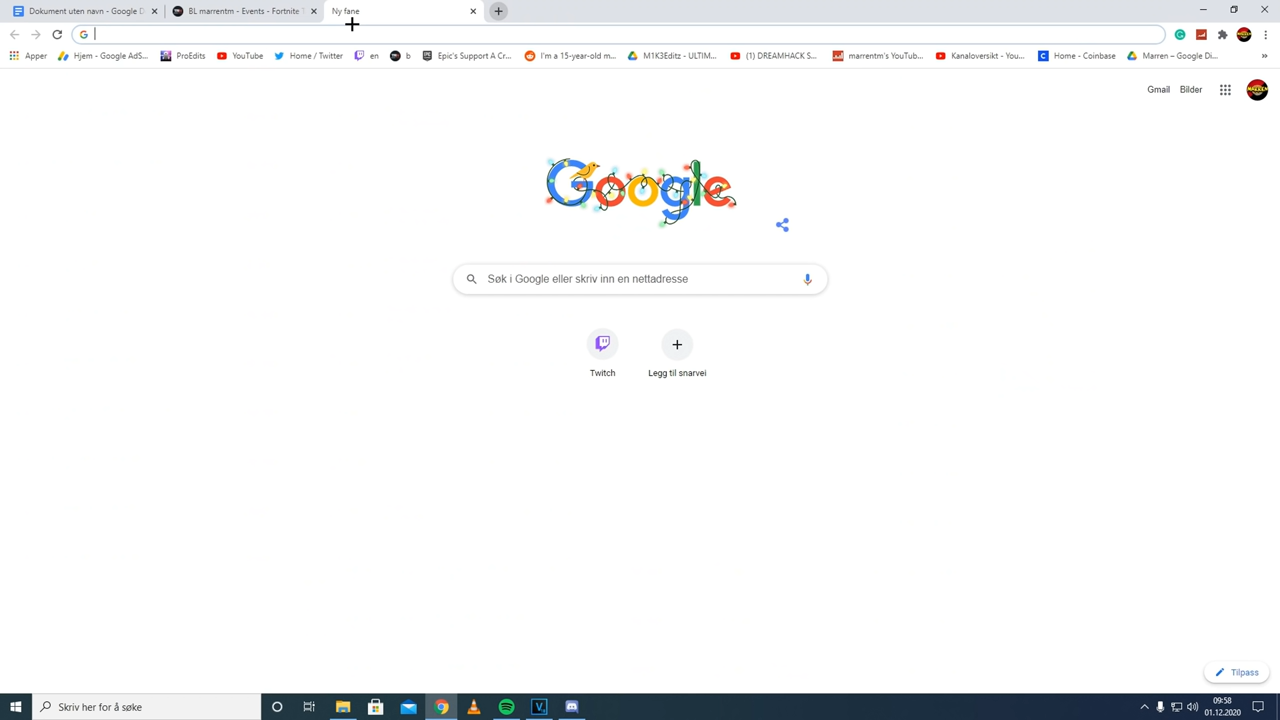 Dokument uten navn - Google D
BL marrentm - Events - Fortnite
Ny fane
Apper
Hjem - Google AdS...
ProEdits
YouTube
Home / Twitter
en
b
Epic's Support A Cr...
I'm a 15-year-old m...
M1K3Editz - ULTIM...
(1) DREAMHACK S...
marrentm's YouTub...
Kanaloversikt - You...
Home - Coinbase
Marren – Google Di...
»
Gmail
Bilder
MARREN
Google
Søk i Google eller skriv inn en nettadresse
Twitch
Legg til snarvei
Tilpass
Skriv her for å søke
09:58
01.12.2020